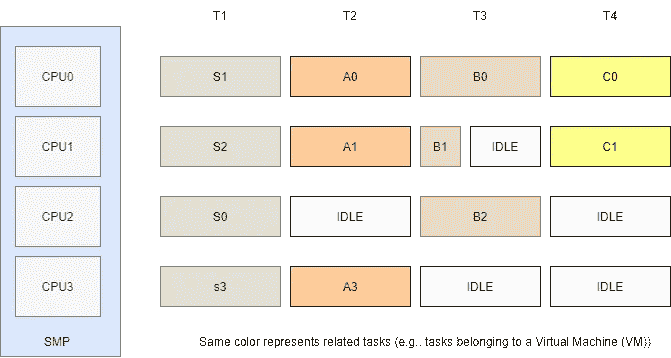 T1 T2 T3 T4
CPU0 S1 A0 B0 C0
CPU1 S2 A1 B1 IDLE C1
CPU2 S0 IDLE B2 IDLE
CPU3 s3 A3 IDLE IDLE
SMP Same color represents related tasks (e.g.. tasks belonging to a Virtual Machine (VM))